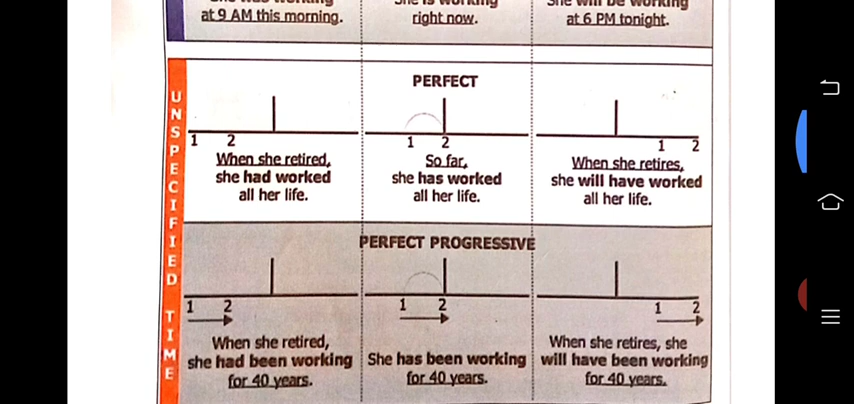 at 9 AM this morning.
right now.
at 6 PM tonight.
UNSPECIFIED TIME
PERFECT
1 2
When she retired,
she had worked
all her life.
1 2
So far,
she has worked
all her life.
1 2
When she retires,
she will have worked
all her life.
PERFECT PROGRESSIVE
1 2
When she retired,
she had been working
for 40 years.
1 2
She has been working
for 40 years.
1 2
When she retires, she
will have been working
for 40 years.